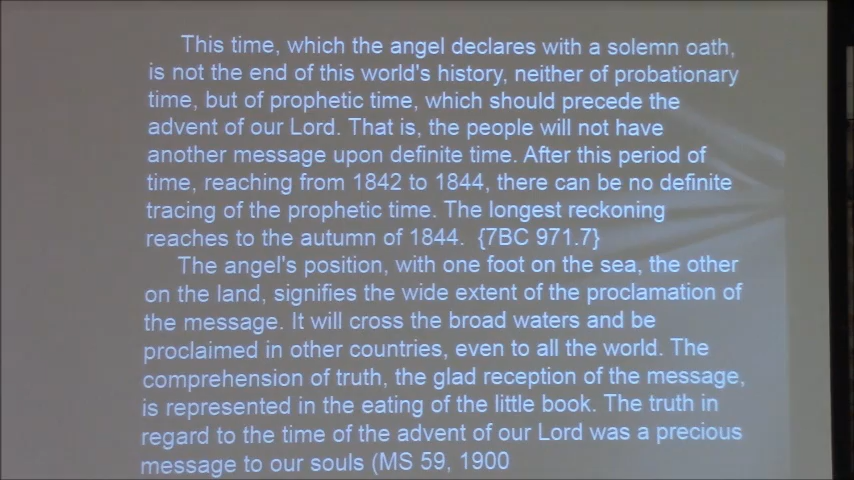 This time, which the angel declares with a solemn oath,
is not the end of this world's history, neither of probationary
time, but of prophetic time, which should precede the
advent of our Lord. That is, the people will not have
another message upon definite time. After this period of
time, reaching from 1842 to 1844, there can be no definite
tracing of the prophetic time. The longest reckoning
reaches to the autumn of 1844. {7BC 971.7}
The angel's position, with one foot on the sea, the other
on the land, signifies the wide extent of the proclamation of
the message. It will cross the broad waters and be
proclaimed in other countries, even to all the world. The
comprehension of truth, the glad reception of the message,
is represented in the eating of the little book. The truth in
regard to the time of the advent of our Lord was a precious
message to our souls (MS 59, 1900